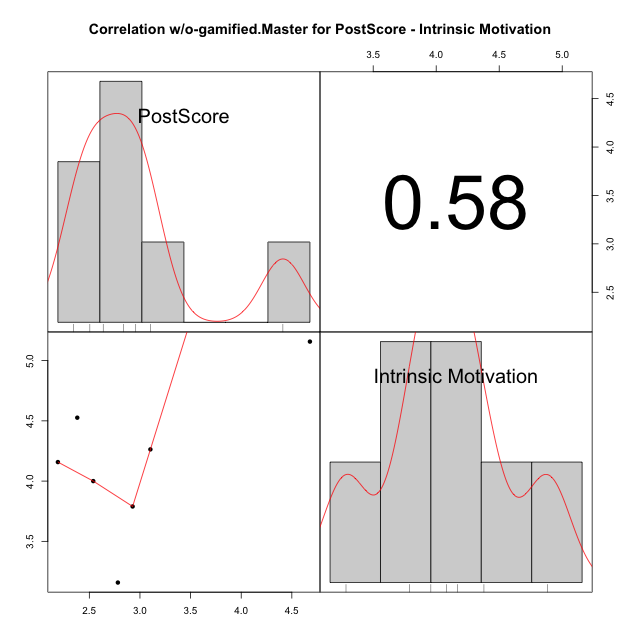 Correlation w/o-gamified.Master for PostScore - Intrinsic Motivation
3.5 4.0 4.5 5.0
PostScore
0.58
4.5
4.0
3.5
3.0
2.5
5.0
4.5
4.0
3.5
Intrinsic Motivation
2.5 3.0 3.5 4.0 4.5